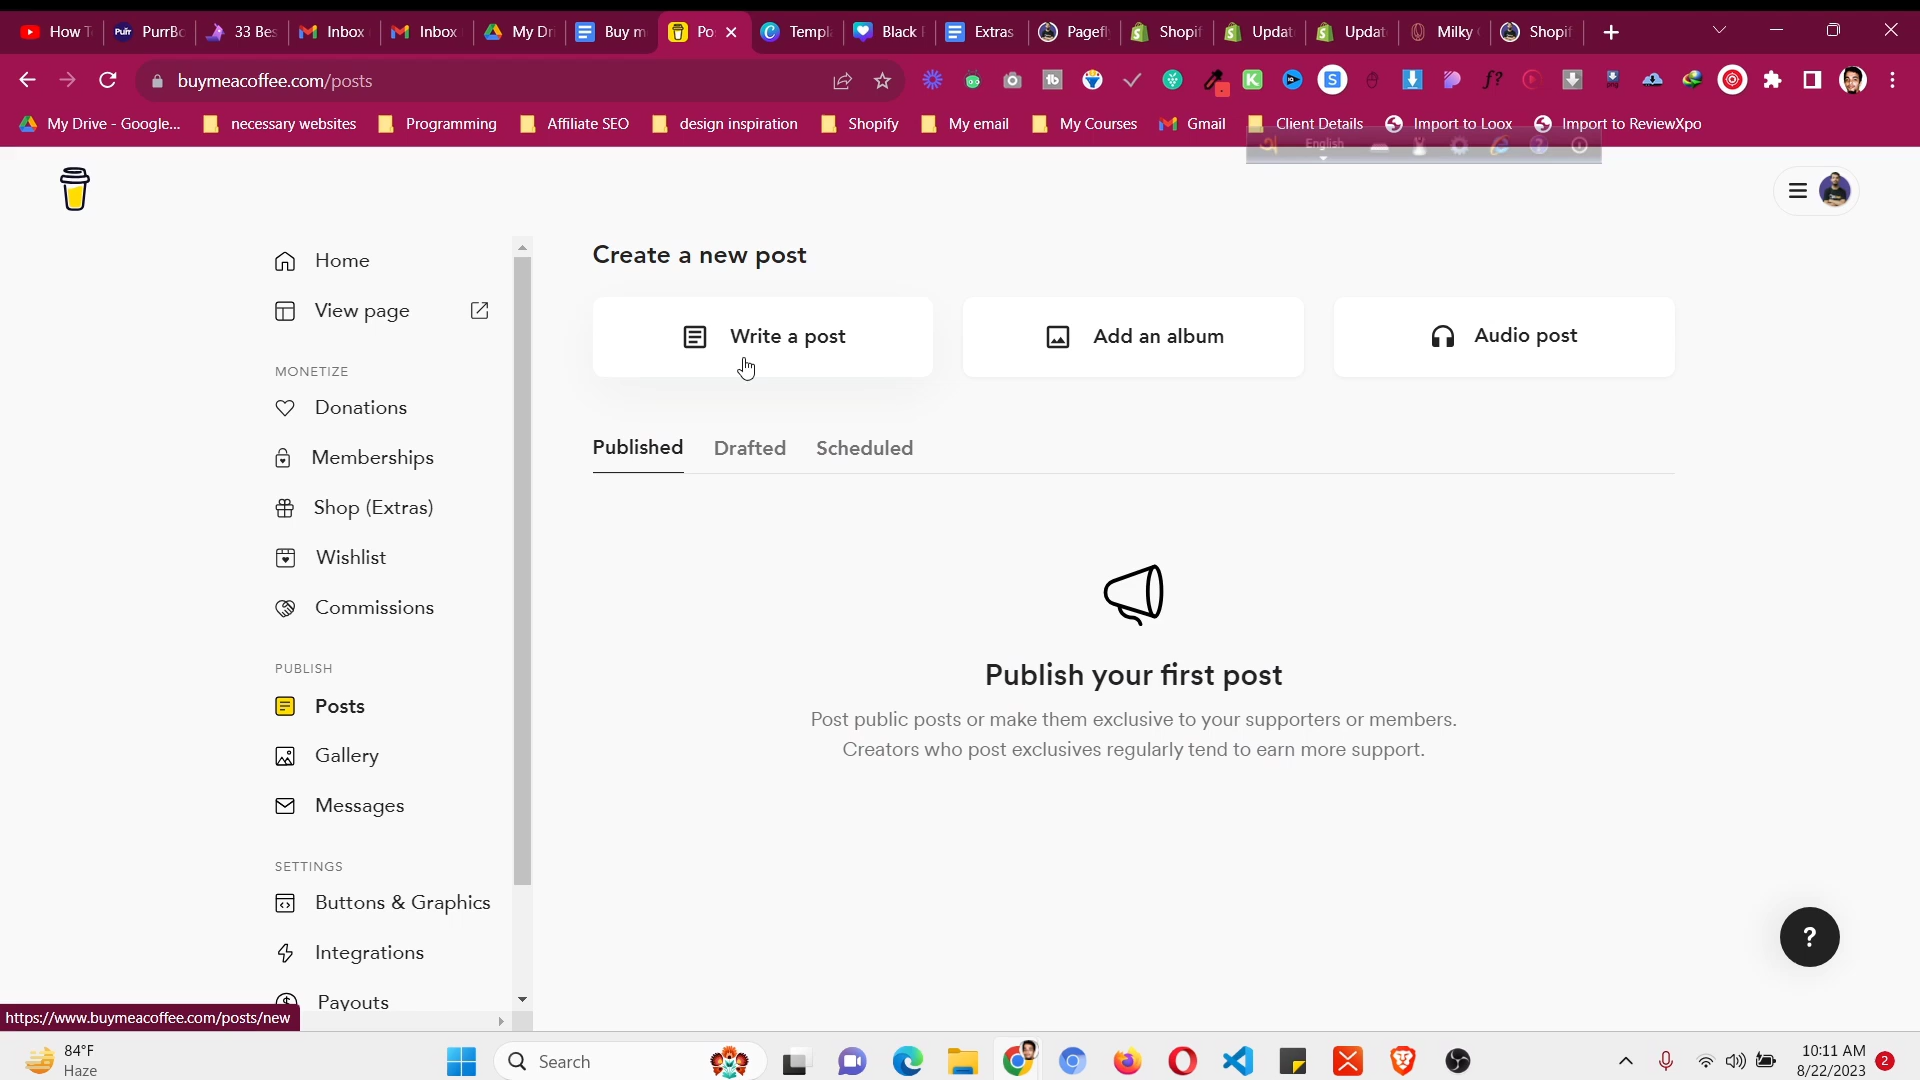 How T
Purr PurrBo
33 Bes
Inbox
Inbox
My Dri
Buy m
Po
Templa
Black F
Extras
Pagefl
Shopif
Updat
Updat
Milky
Shopif
buymeacoffee.com/posts
My Drive - Google...
necessary websites
Programming
Affiliate SEO
design inspiration
Shopify
My email
My Courses
Gmail
Client Details
Import to Loox
Import to ReviewXpo
English
Home
View page
MONETIZE
Donations
Memberships
Shop (Extras)
Wishlist
Commissions
PUBLISH
Posts
Gallery
Messages
SETTINGS
Buttons & Graphics
Integrations
Payouts
Create a new post
Write a post
Add an album
Audio post
Published
Drafted
Scheduled
Publish your first post
Post public posts or make them exclusive to your supporters or members.
Creators who post exclusives regularly tend to earn more support.
?
https://www.buymeacoffee.com/posts/new
84°F
Haze
Search
10:11 AM
8/22/2023
2